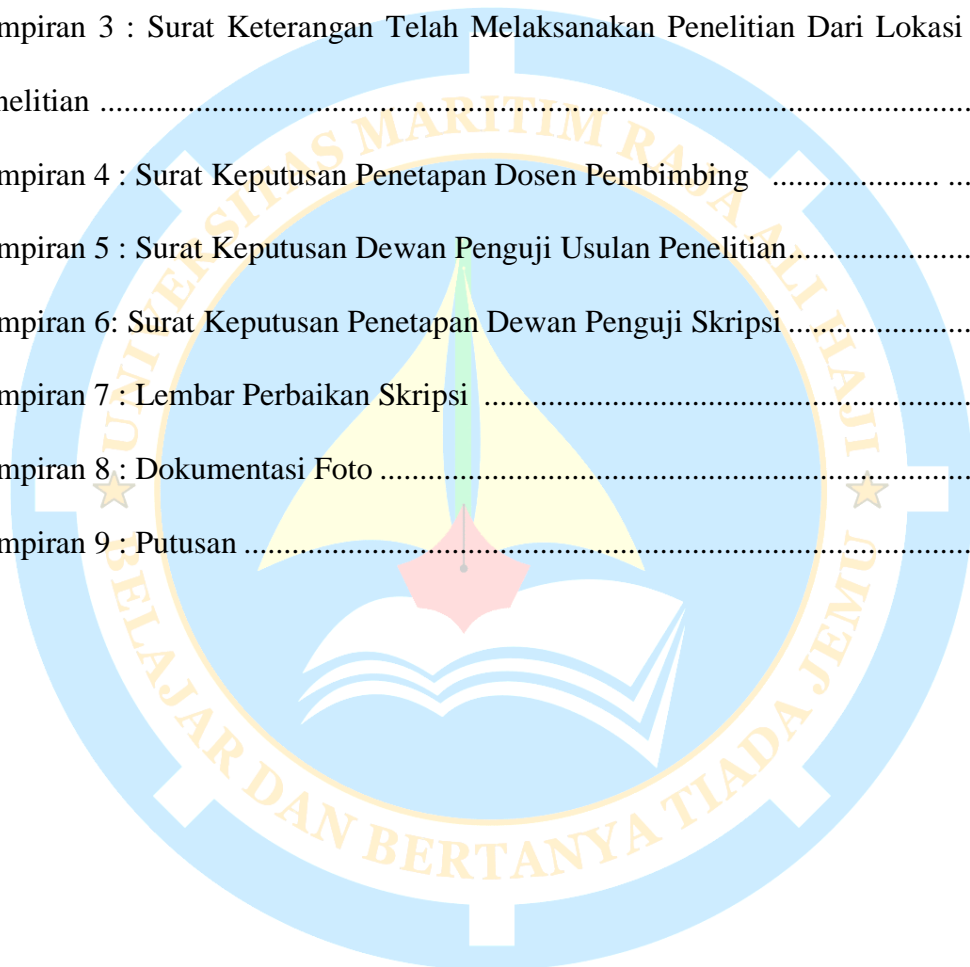 mpiran 3 : Surat Keterangan Telah Melaksanakan Penelitian Dari Lokasi
nelitian ........................................................................................................
mpiran 4 : Surat Keputusan Penetapan Dosen Pembimbing .................... ...
mpiran 5 : Surat Keputusan Dewan Penguji Usulan Penelitian......................
mpiran 6: Surat Keputusan Penetapan Dewan Penguji Skripsi ......................
mpiran 7 : Lembar Perbaikan Skripsi ..........................................................
mpiran 8 : Dokumentasi Foto .......................................................................
mpiran 9 : Putusan .......................................................................................
UNIVERSITAS MARITIM RAJA ALI HAJI
BELAJAR DAN BERTANYA TIADA JEMU